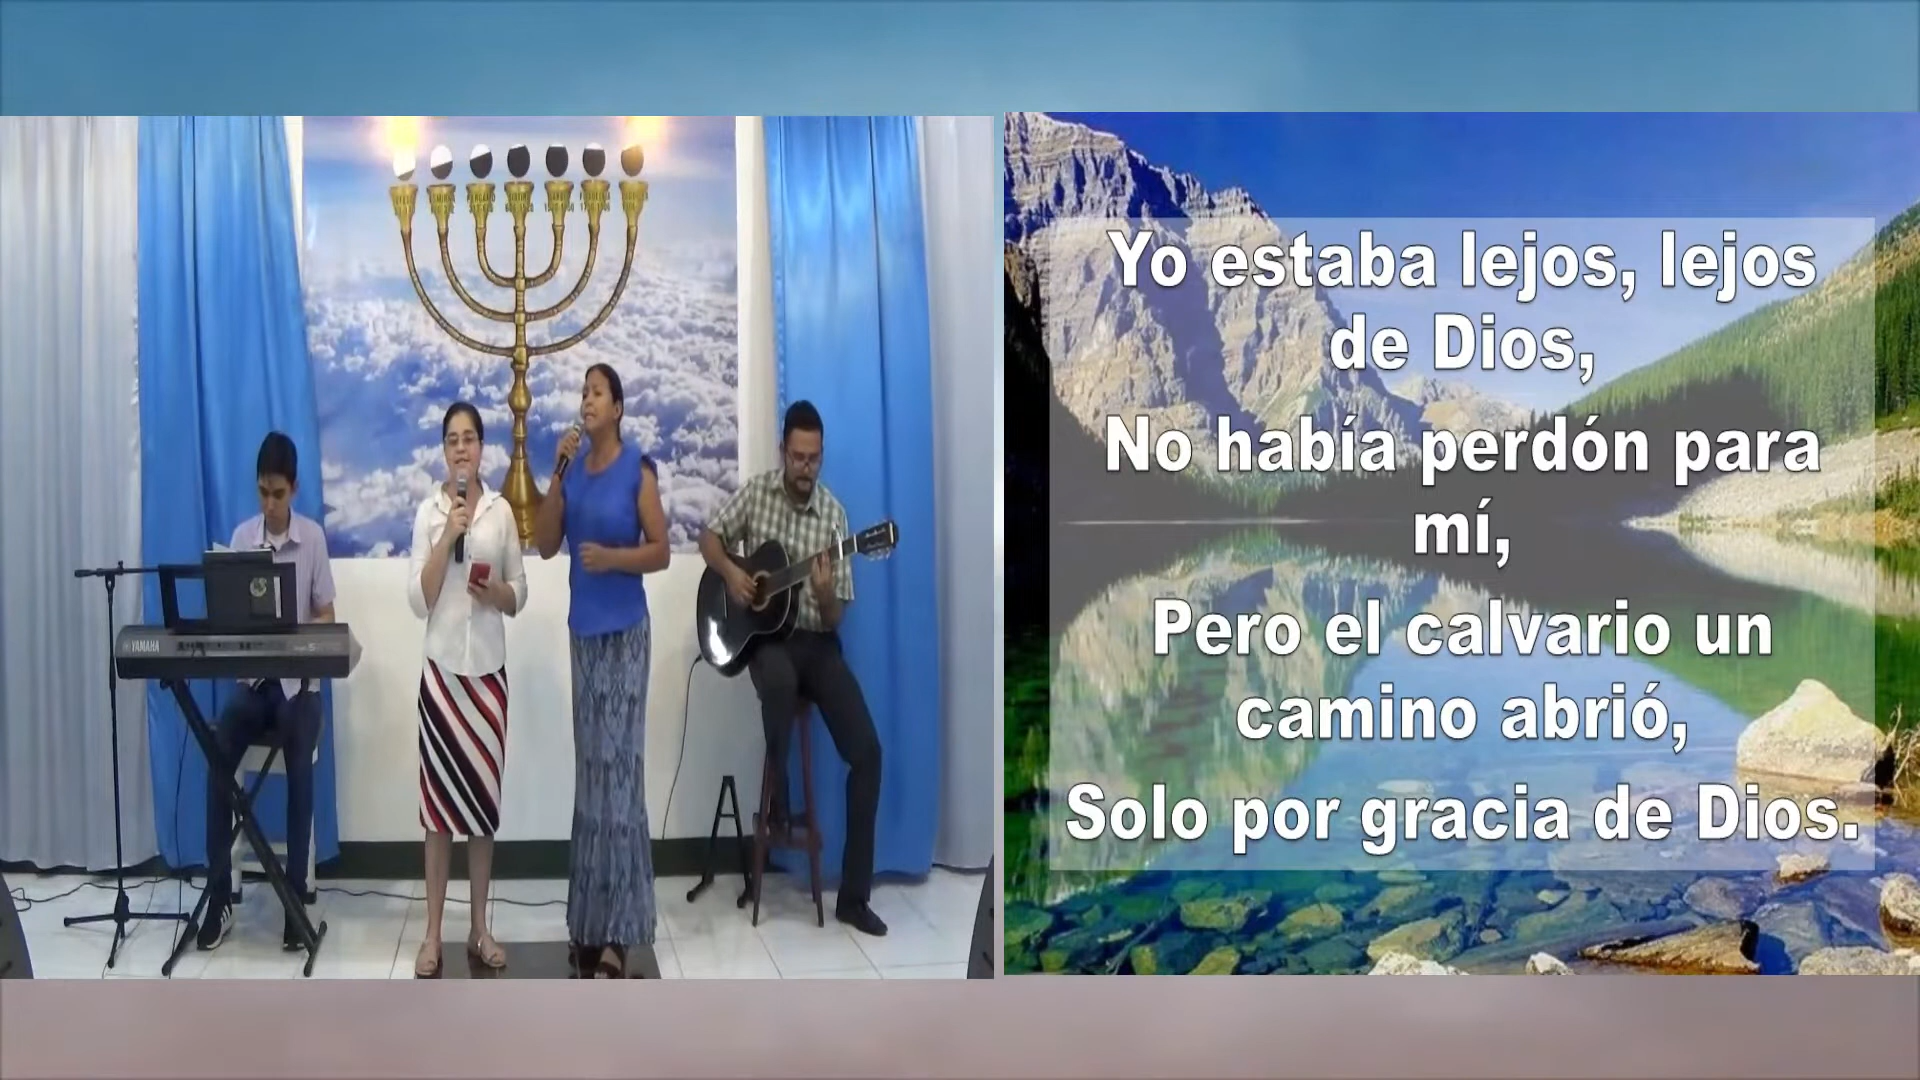 YAMAHA
Yo estaba lejos, lejos
de Dios,
No había perdón para
mí,
Pero el calvario un
camino abrió,
Solo por gracia de Dios.